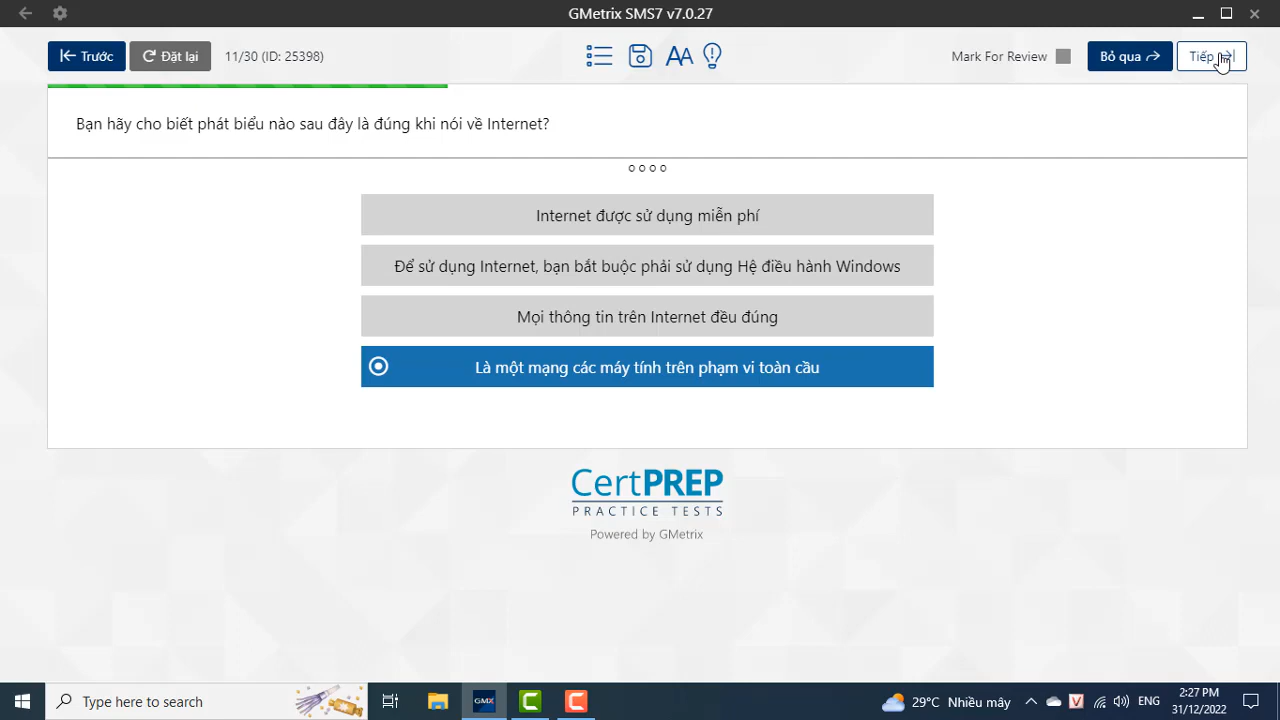 GMetrix SMS7 v7.0.27
Trước
Đặt lại
11/30 (ID: 25398)
AA
Mark For Review
Bỏ qua
Tiếp
Bạn hãy cho biết phát biểu nào sau đây là đúng khi nói về Internet?
Internet được sử dụng miễn phí
Để sử dụng Internet, bạn bắt buộc phải sử dụng Hệ điều hành Windows
Mọi thông tin trên Internet đều đúng
Là một mạng các máy tính trên phạm vi toàn cầu
CertPREP
PRACTICE TESTS
Powered by GMetrix
Type here to search
GMX
29°C Nhiều mây
ENG
2:27 PM
31/12/2022